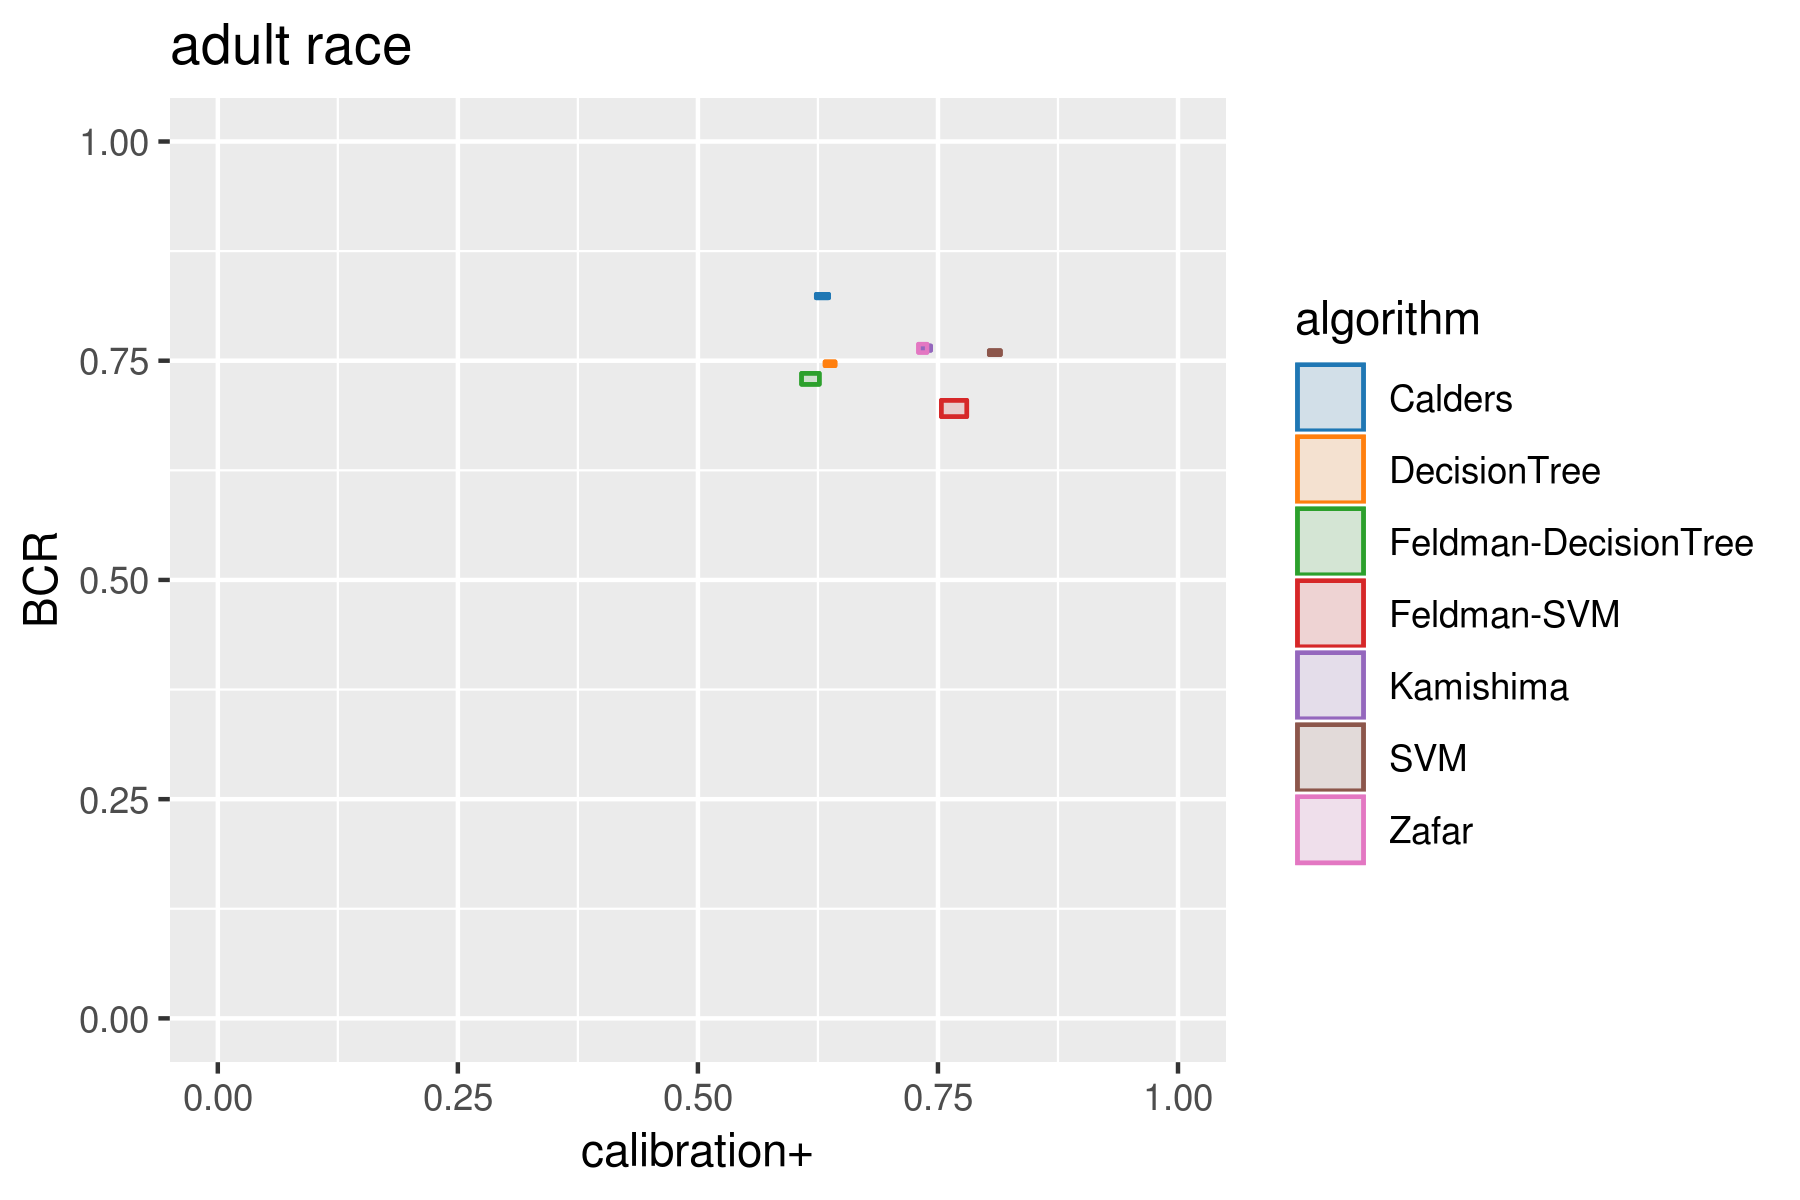 adult race
1.00
0.75
0.50
0.25
0.00
BCR
0.00 0.25 0.50 0.75 1.00
calibration+
algorithm
Calders
DecisionTree
Feldman-DecisionTree
Feldman-SVM
Kamishima
SVM
Zafar